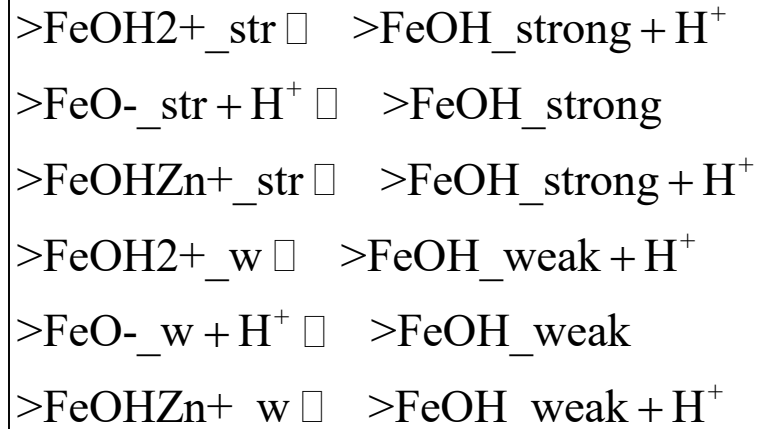 >FeOH2+_str □ >FeOH_strong + H⁺
>FeO-_str + H⁺ □ >FeOH_strong
>FeOHZn+_str □ >FeOH_strong + H⁺
>FeOH2+_w □ >FeOH_weak + H⁺
>FeO-_w + H⁺ □ >FeOH_weak
>FeOHZn+ w □ >FeOH weak + H⁺